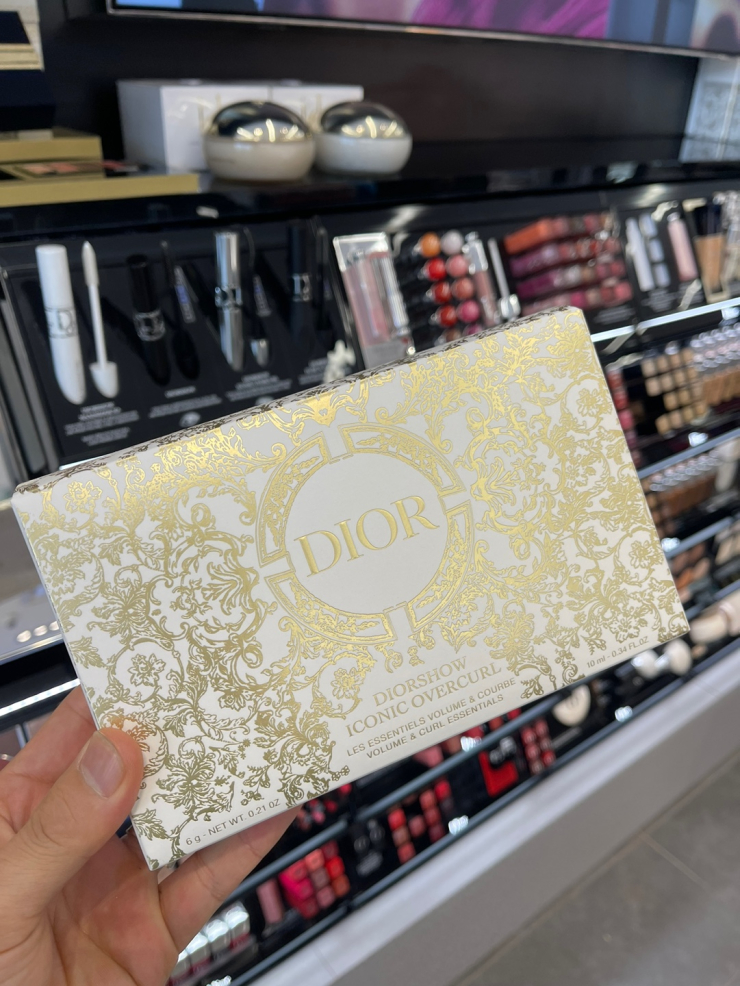 DIOR
DIORSHOW
ICONIC OVERCURL
LES ESSENTIELS VOLUME & COURBE
VOLUME & CURL ESSENTIALS
6 g - NET WT. 0.21 OZ
10 ml - 0.34 FL.OZ